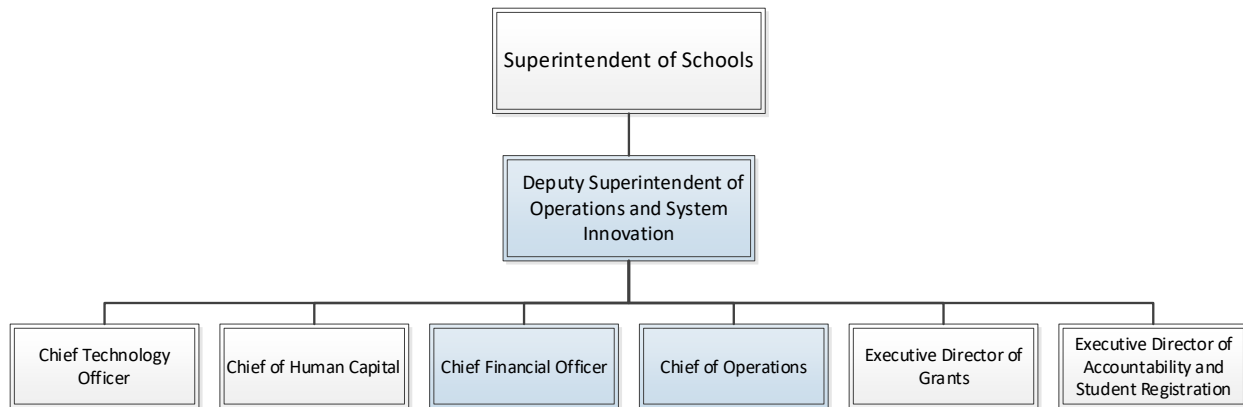 Superintendent of Schools
Deputy Superintendent of
Operations and System
Innovation
Chief Technology
Officer
Chief of Human Capital
Chief Financial Officer
Chief of Operations
Executive Director of
Grants
Executive Director of
Accountability and
Student Registration